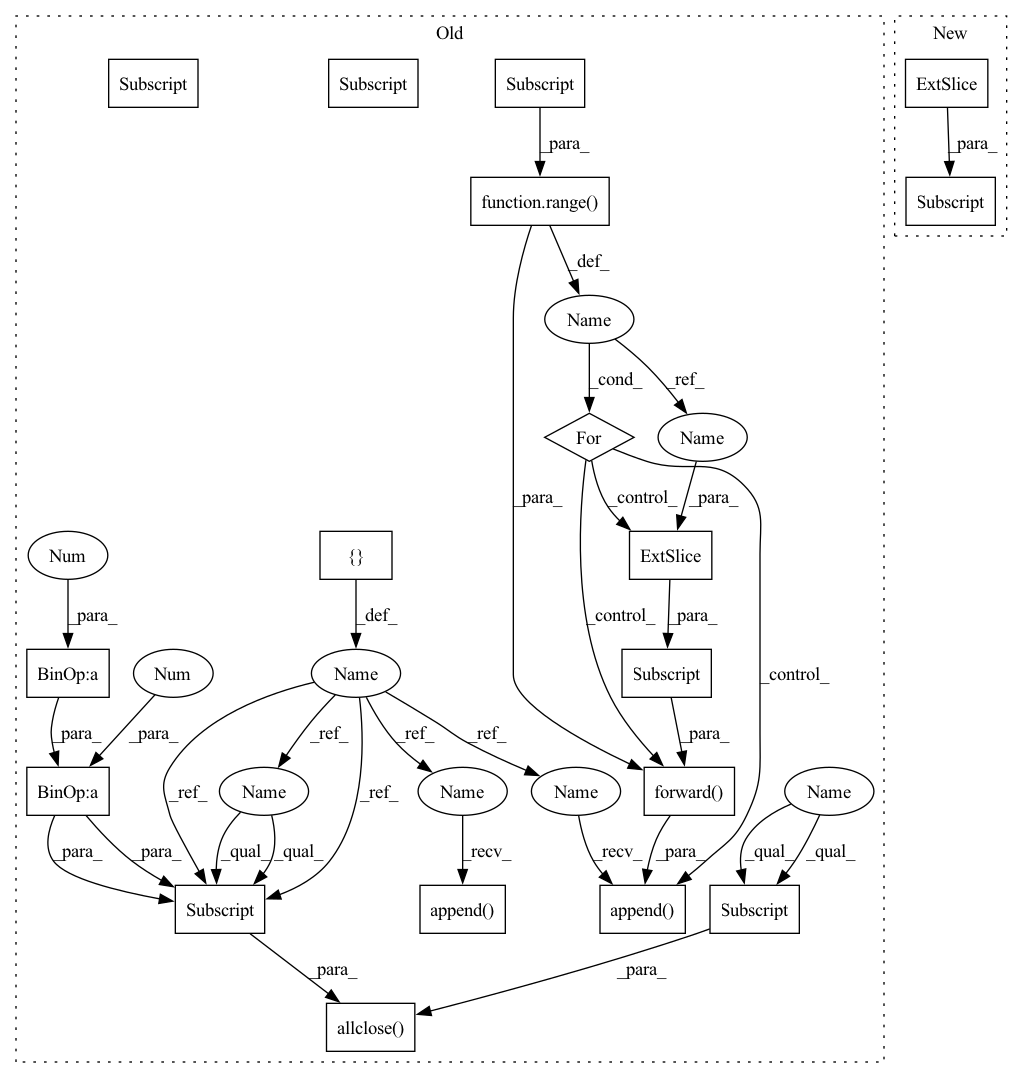 Old
New
Subscript
Subscript
Subscript
ExtSlice
_para_
_para_
function.range()
Subscript
_def_
Name
_cond_
_ref_
For
Name
_para_
_control_
_para_
Num
{}
ExtSlice
_para_
_def_
_control_
_para_
BinOp:a
Num
Name
Subscript
_control_
_para_
_para_
_ref_
_ref_
_ref_
_para_
BinOp:a
Name
Name
Name
forward()
Name
_ref_
_ref_
_para_
_para_
_qual_
_qual_
_recv_
_recv_
_para_
_qual_
_qual_
Subscript
append()
append()
Subscript
_para_
_para_
allclose()